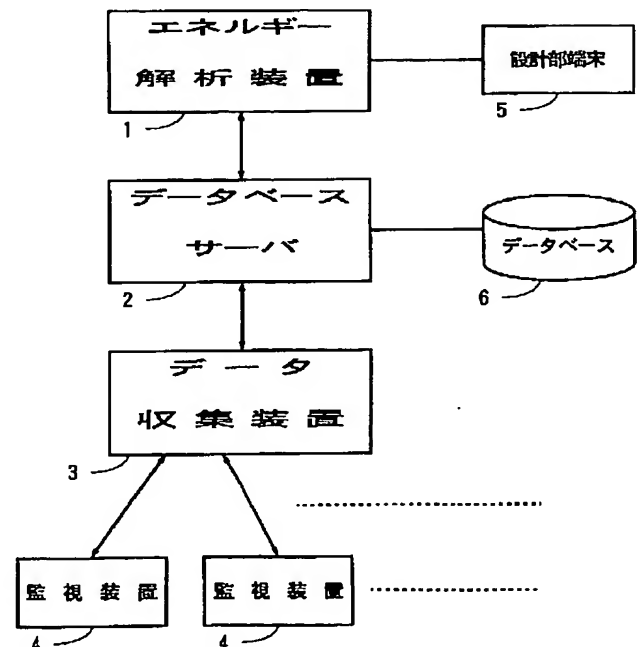 エネルギー
解析装置
1
設計部端末
5
データベース
サーバ
2
データベース
6
データ
収集装置
3
監視装置
4
監視装置
4